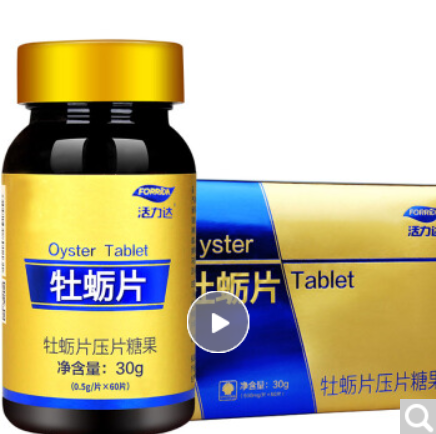 FORRiDA
活力达
Oyster Tablet
牡蛎片
牡蛎片压片糖果
净含量：30g
(0.5g/片×60片)
FORRiDA
活力达
yster
牡蛎片
Tablet
净含量：30g
牡蛎片压片糖果